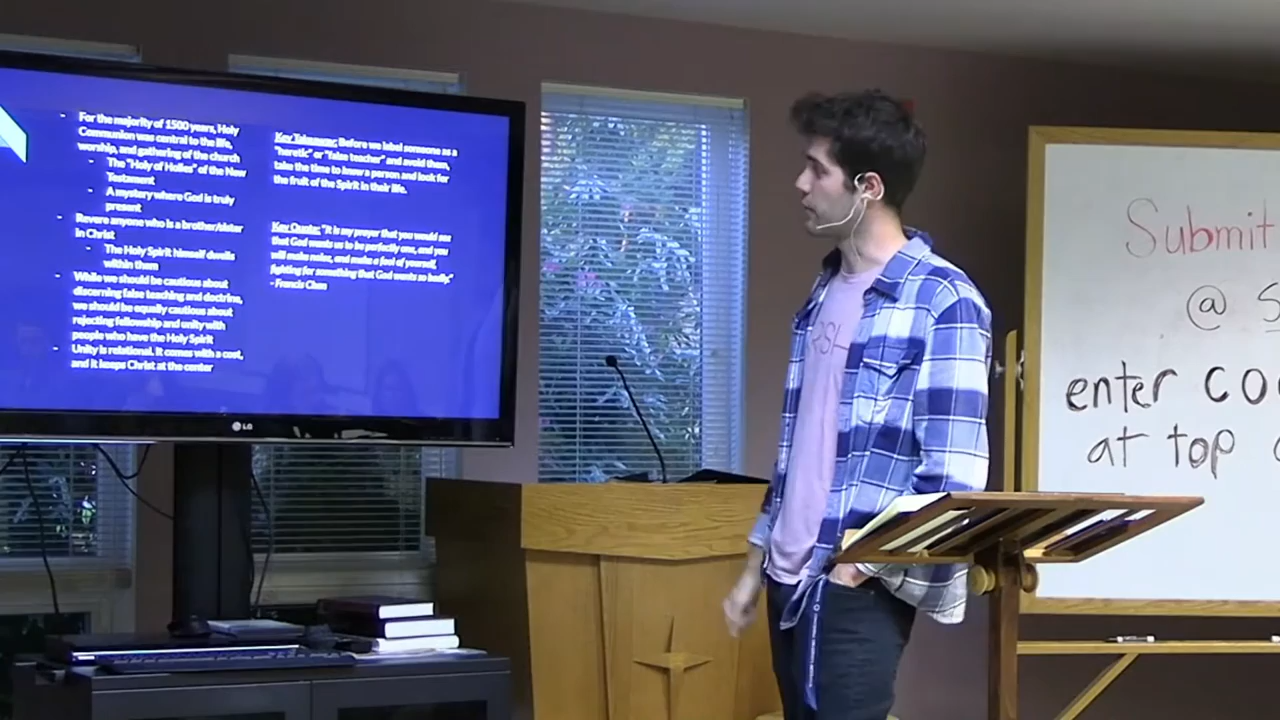 - For the majority of 1500 years, Holy
Communion was central to the life,
worship, and gathering of the church
- The "Holy of Holies" of the New
Testament
- A mystery where God is truly
present
- Revere anyone who is a brother/sister
in Christ
- The Holy Spirit himself dwells
within them
- While we should be cautious about
discerning false teaching and doctrine,
we should be equally cautious about
rejecting fellowship and unity with
people who have the Holy Spirit
- Unity is relational. It comes with a cost,
and it keeps Christ at the center
Key Takeaway: Before we label someone as a
"heretic" or "false teacher" and avoid them,
take the time to know a person and look for
the fruit of the Spirit in their life.
Key Quote: "It is my prayer that you would see
that God wants us to be perfectly one, and you
will make noise, and make a fool of yourself,
fighting for something that God wants so badly."
- Francis Chan
LG
Submit
@ S
enter co
at top